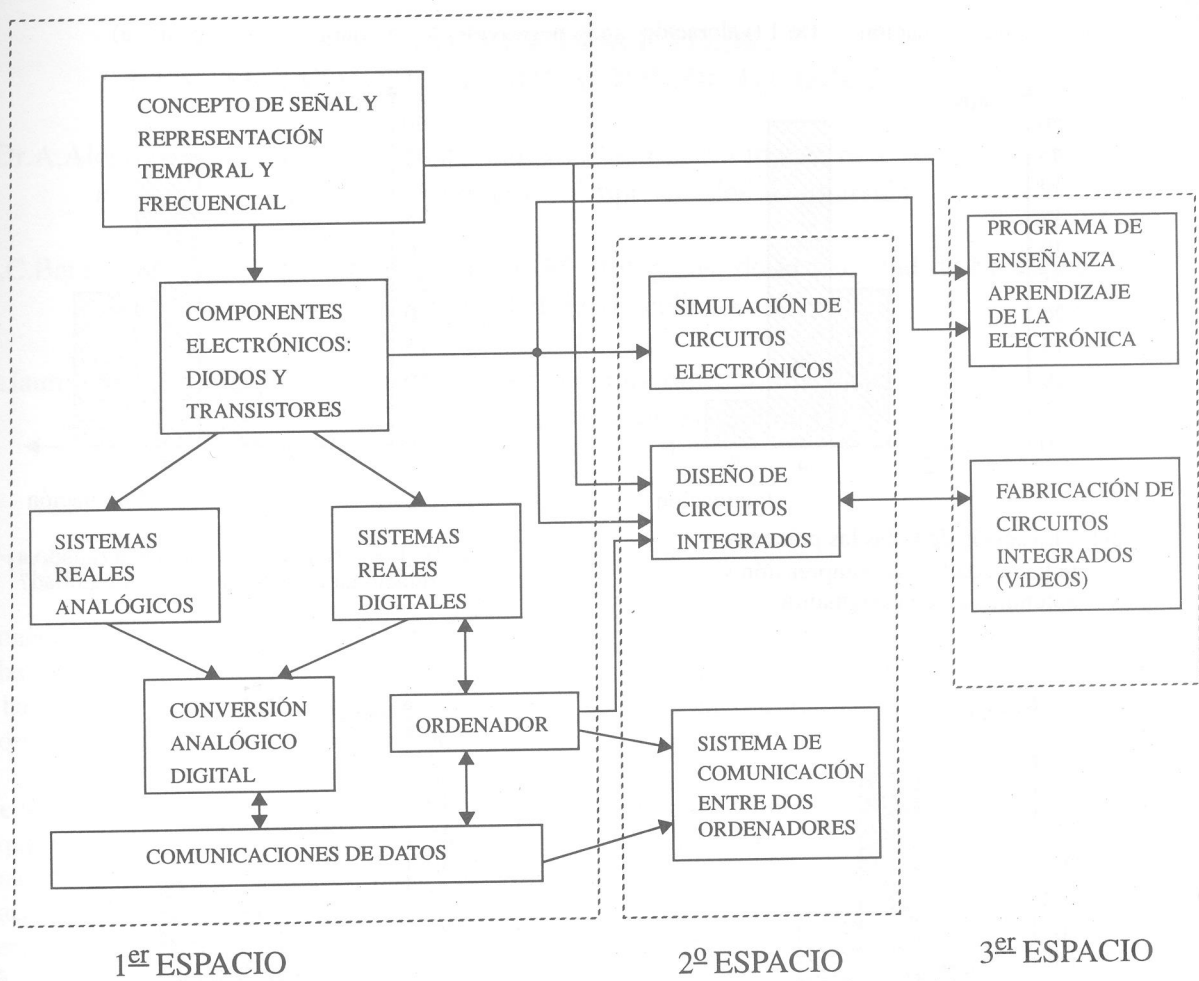 CONCEPTO DE SEÑAL Y
REPRESENTACIÓN
TEMPORAL Y
FRECUENCIAL
COMPONENTES
ELECTRÓNICOS:
DIODOS Y
TRANSISTORES
SISTEMAS
REALES
ANALÓGICOS
SISTEMAS
REALES
DIGITALES
CONVERSIÓN
ANALÓGICO
DIGITAL
ORDENADOR
COMUNICACIONES DE DATOS
1er ESPACIO
SIMULACIÓN DE
CIRCUITOS
ELECTRÓNICOS
DISEÑO DE
CIRCUITOS
INTEGRADOS
SISTEMA DE
COMUNICACIÓN
ENTRE DOS
ORDENADORES
2º ESPACIO
PROGRAMA DE
ENSEÑANZA
APRENDIZAJE
DE LA
ELECTRÓNICA
FABRICACIÓN DE
CIRCUITOS
INTEGRADOS
(VíDEOS)
3er ESPACIO